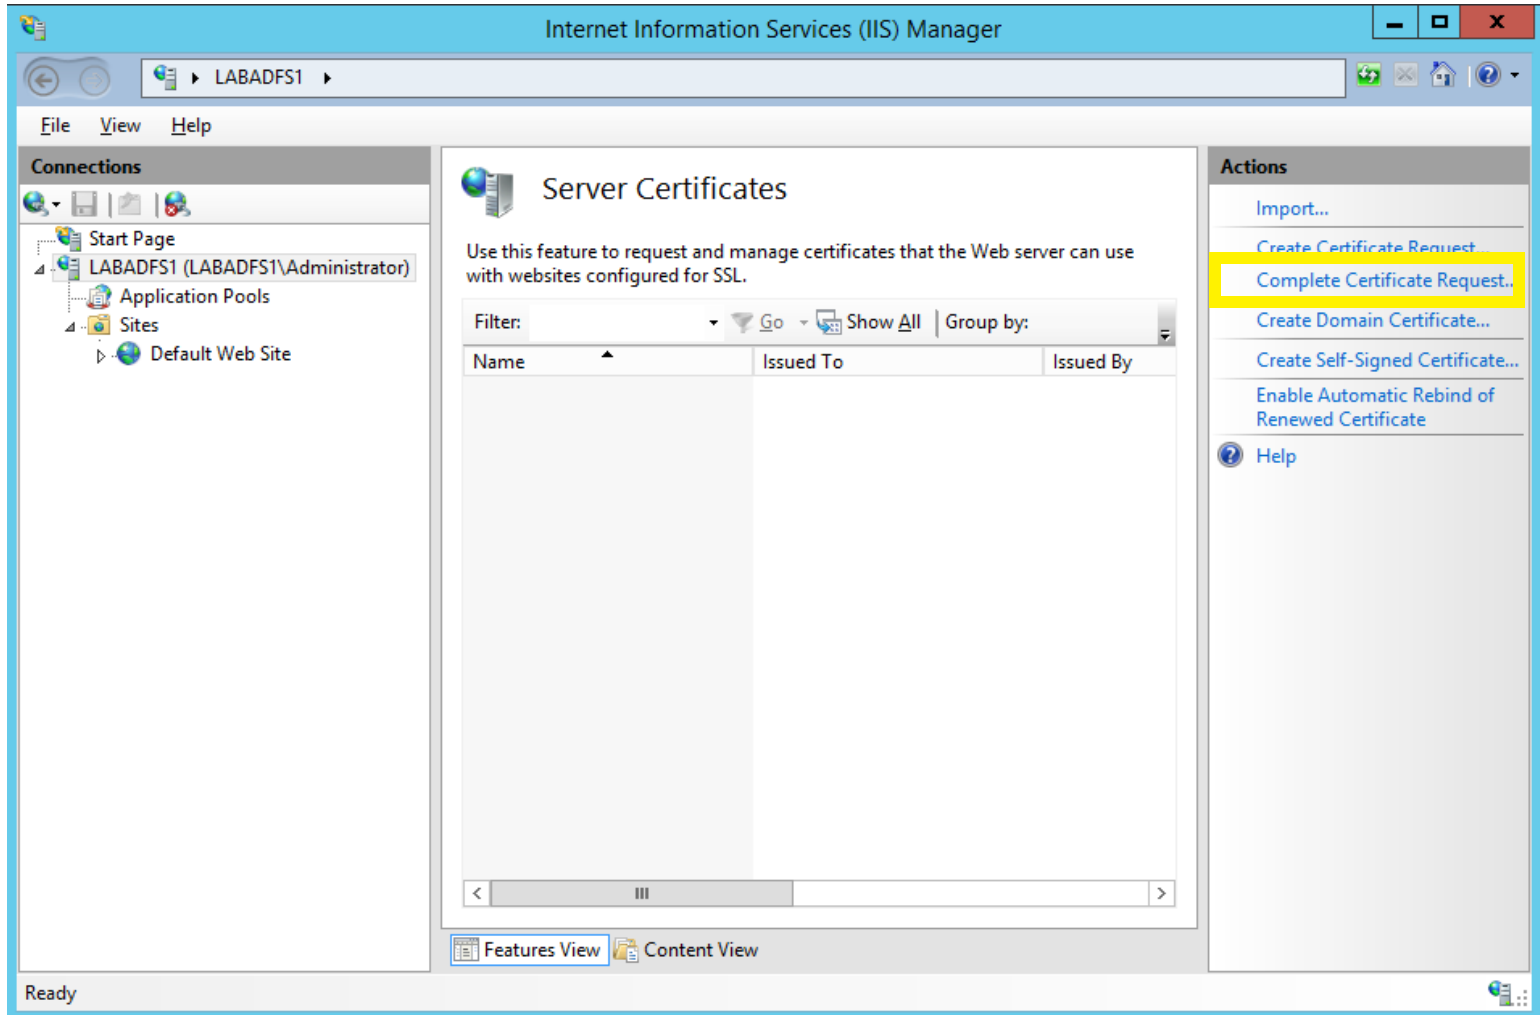 Internet Information Services (IIS) Manager
LABADFS1
File View Help
Connections
Start Page
LABADFS1 (LABADFS1\Administrator)
Application Pools
Sites
Default Web Site
Server Certificates
Use this feature to request and manage certificates that the Web server can use
with websites configured for SSL.
Filter: Go Show All Group by:
Name Issued To Issued By
Features View Content View
Actions
Import...
Create Certificate Request...
Complete Certificate Request..
Create Domain Certificate...
Create Self-Signed Certificate...
Enable Automatic Rebind of
Renewed Certificate
Help
Ready